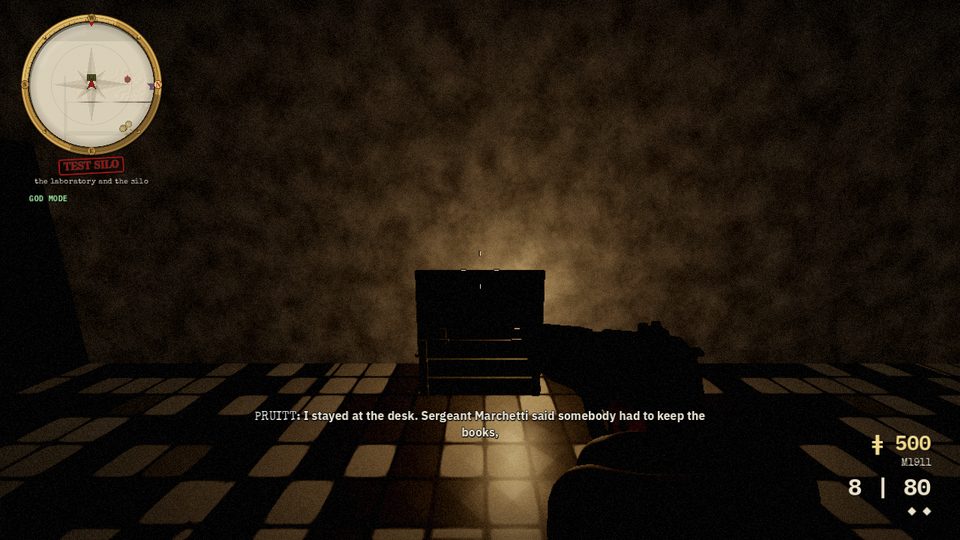 TEST SILO
the laboratory and the silo
GOD MODE
PRUITT: I stayed at the desk. Sergeant Marchetti said somebody had to keep the
books,
500
M1911
8 | 80